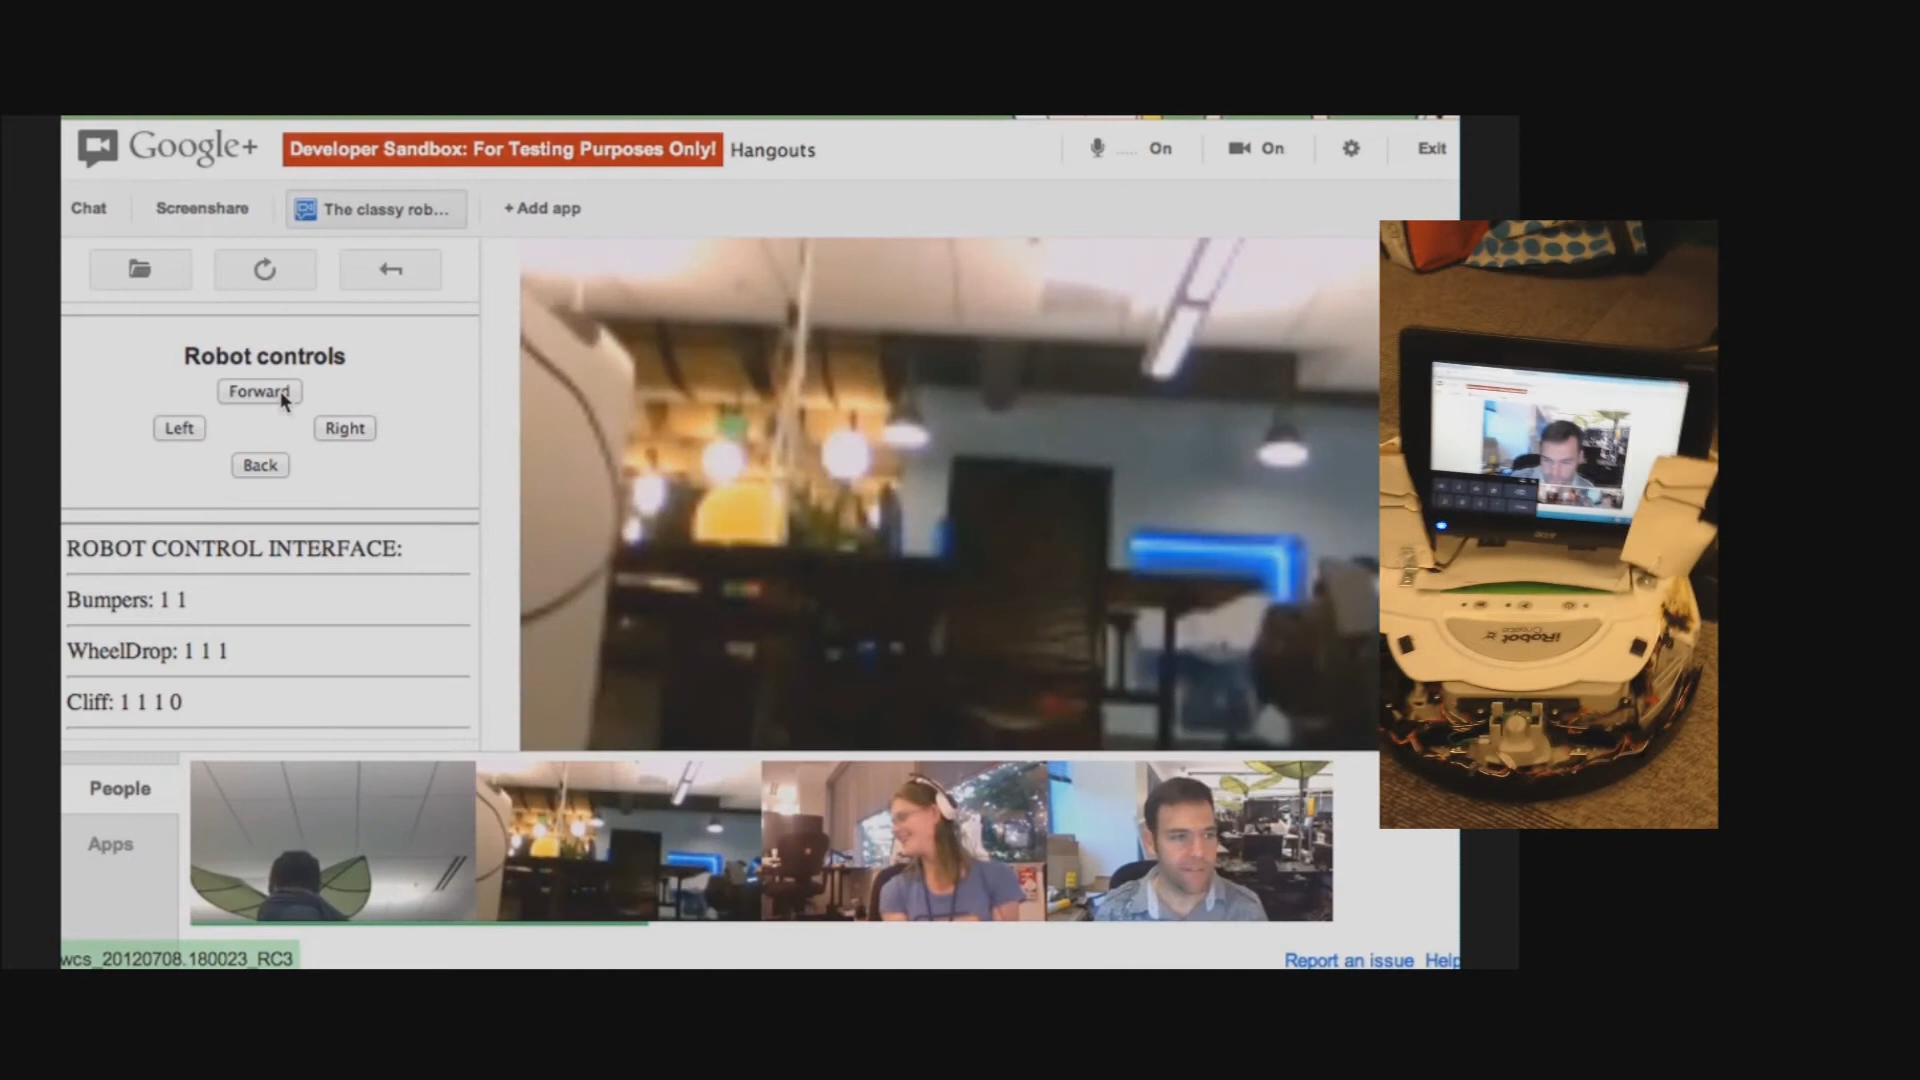 Google+ Developer Sandbox: For Testing Purposes Only! Hangouts On On Exit
Chat Screenshare The classy rob... + Add app
Robot controls
Forward
Left Right
Back
ROBOT CONTROL INTERFACE:
Bumpers: 1 1
WheelDrop: 1 1 1
Cliff: 1 1 1 0
People
Apps
wcs_20120708.180023_RC3
Report an issue Help
acer
iRobot
Create